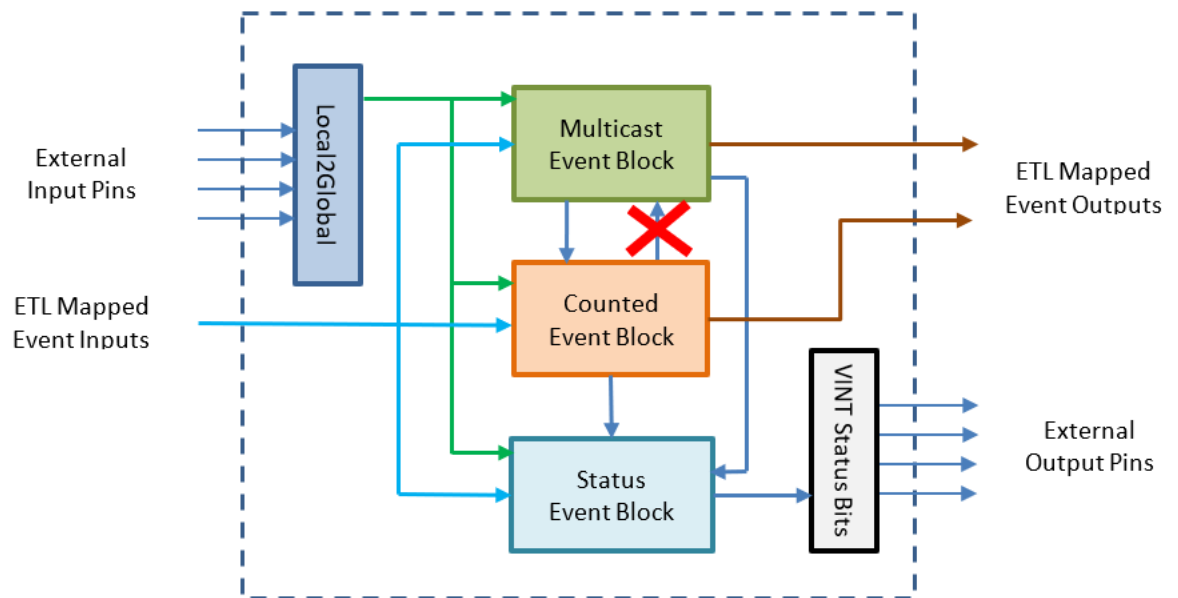 External
Input Pins
ETL Mapped
Event Inputs
Local2Global
Multicast
Event Block
Counted
Event Block
Status
Event Block
VINT Status Bits
ETL Mapped
Event Outputs
External
Output Pins